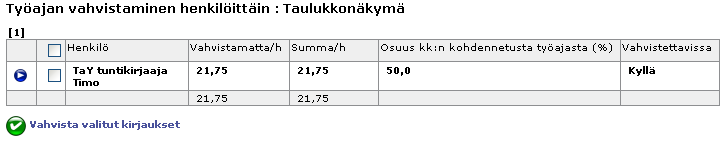 Työajan vahvistaminen henkilöittäin : Taulukkonäkymä
[1]
Henkilö Vahvistamatta/h Summa/h Osuus kk:n kohdennetusta työajasta (%) Vahvistettavissa
TaY tuntikirjaaja Timo 21,75 21,75 50,0 Kyllä
21,75 21,75
Vahvista valitut kirjaukset